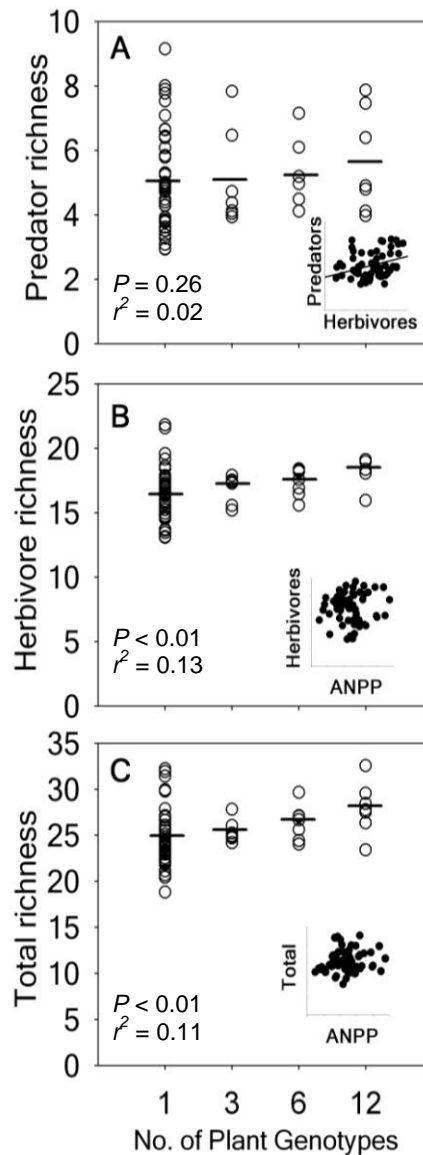 10
A
8
6
4
2
0
Predator richness
P = 0.26
r² = 0.02
Predators
Herbivores
25
B
20
15
10
5
0
Herbivore richness
P < 0.01
r² = 0.13
Herbivores
ANPP
35
C
30
25
20
15
10
5
0
Total richness
P < 0.01
r² = 0.11
Total
ANPP
1 3 6 12
No. of Plant Genotypes